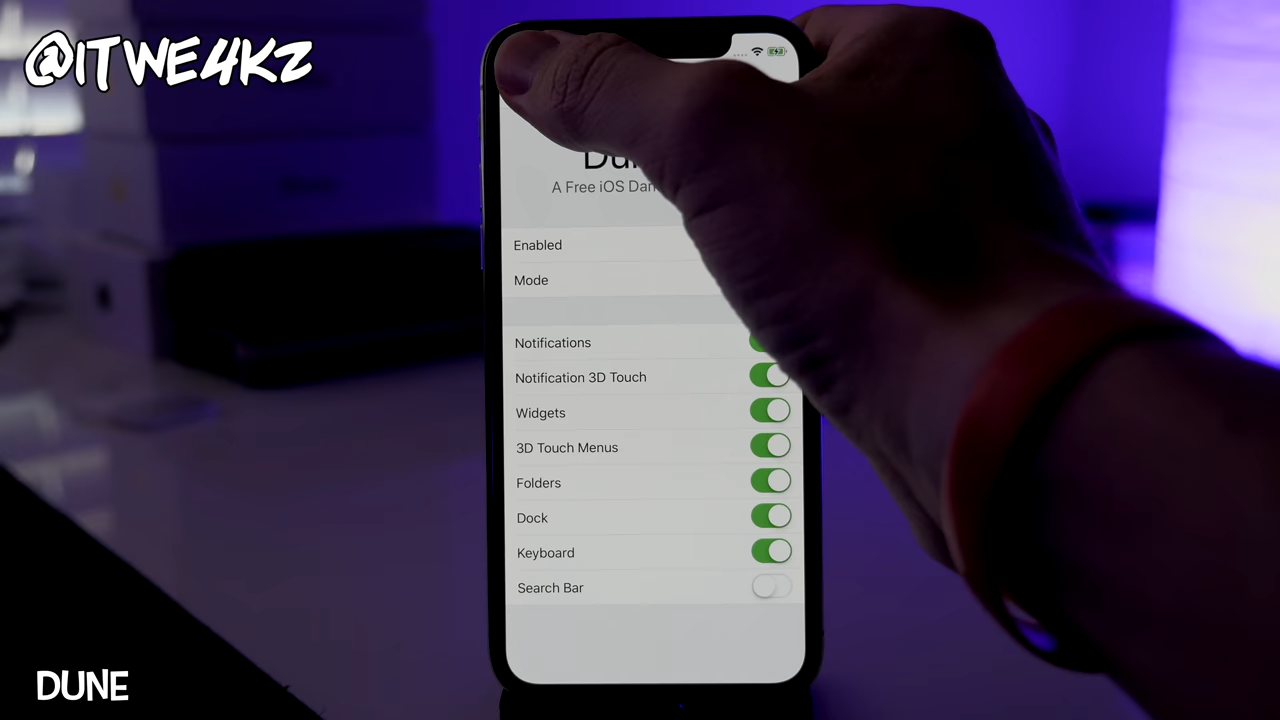 @iTWE4KZ
Dun
A Free iOS Dar
Enabled
Mode
Notifications
Notification 3D Touch
Widgets
3D Touch Menus
Folders
Dock
Keyboard
Search Bar
DUNE